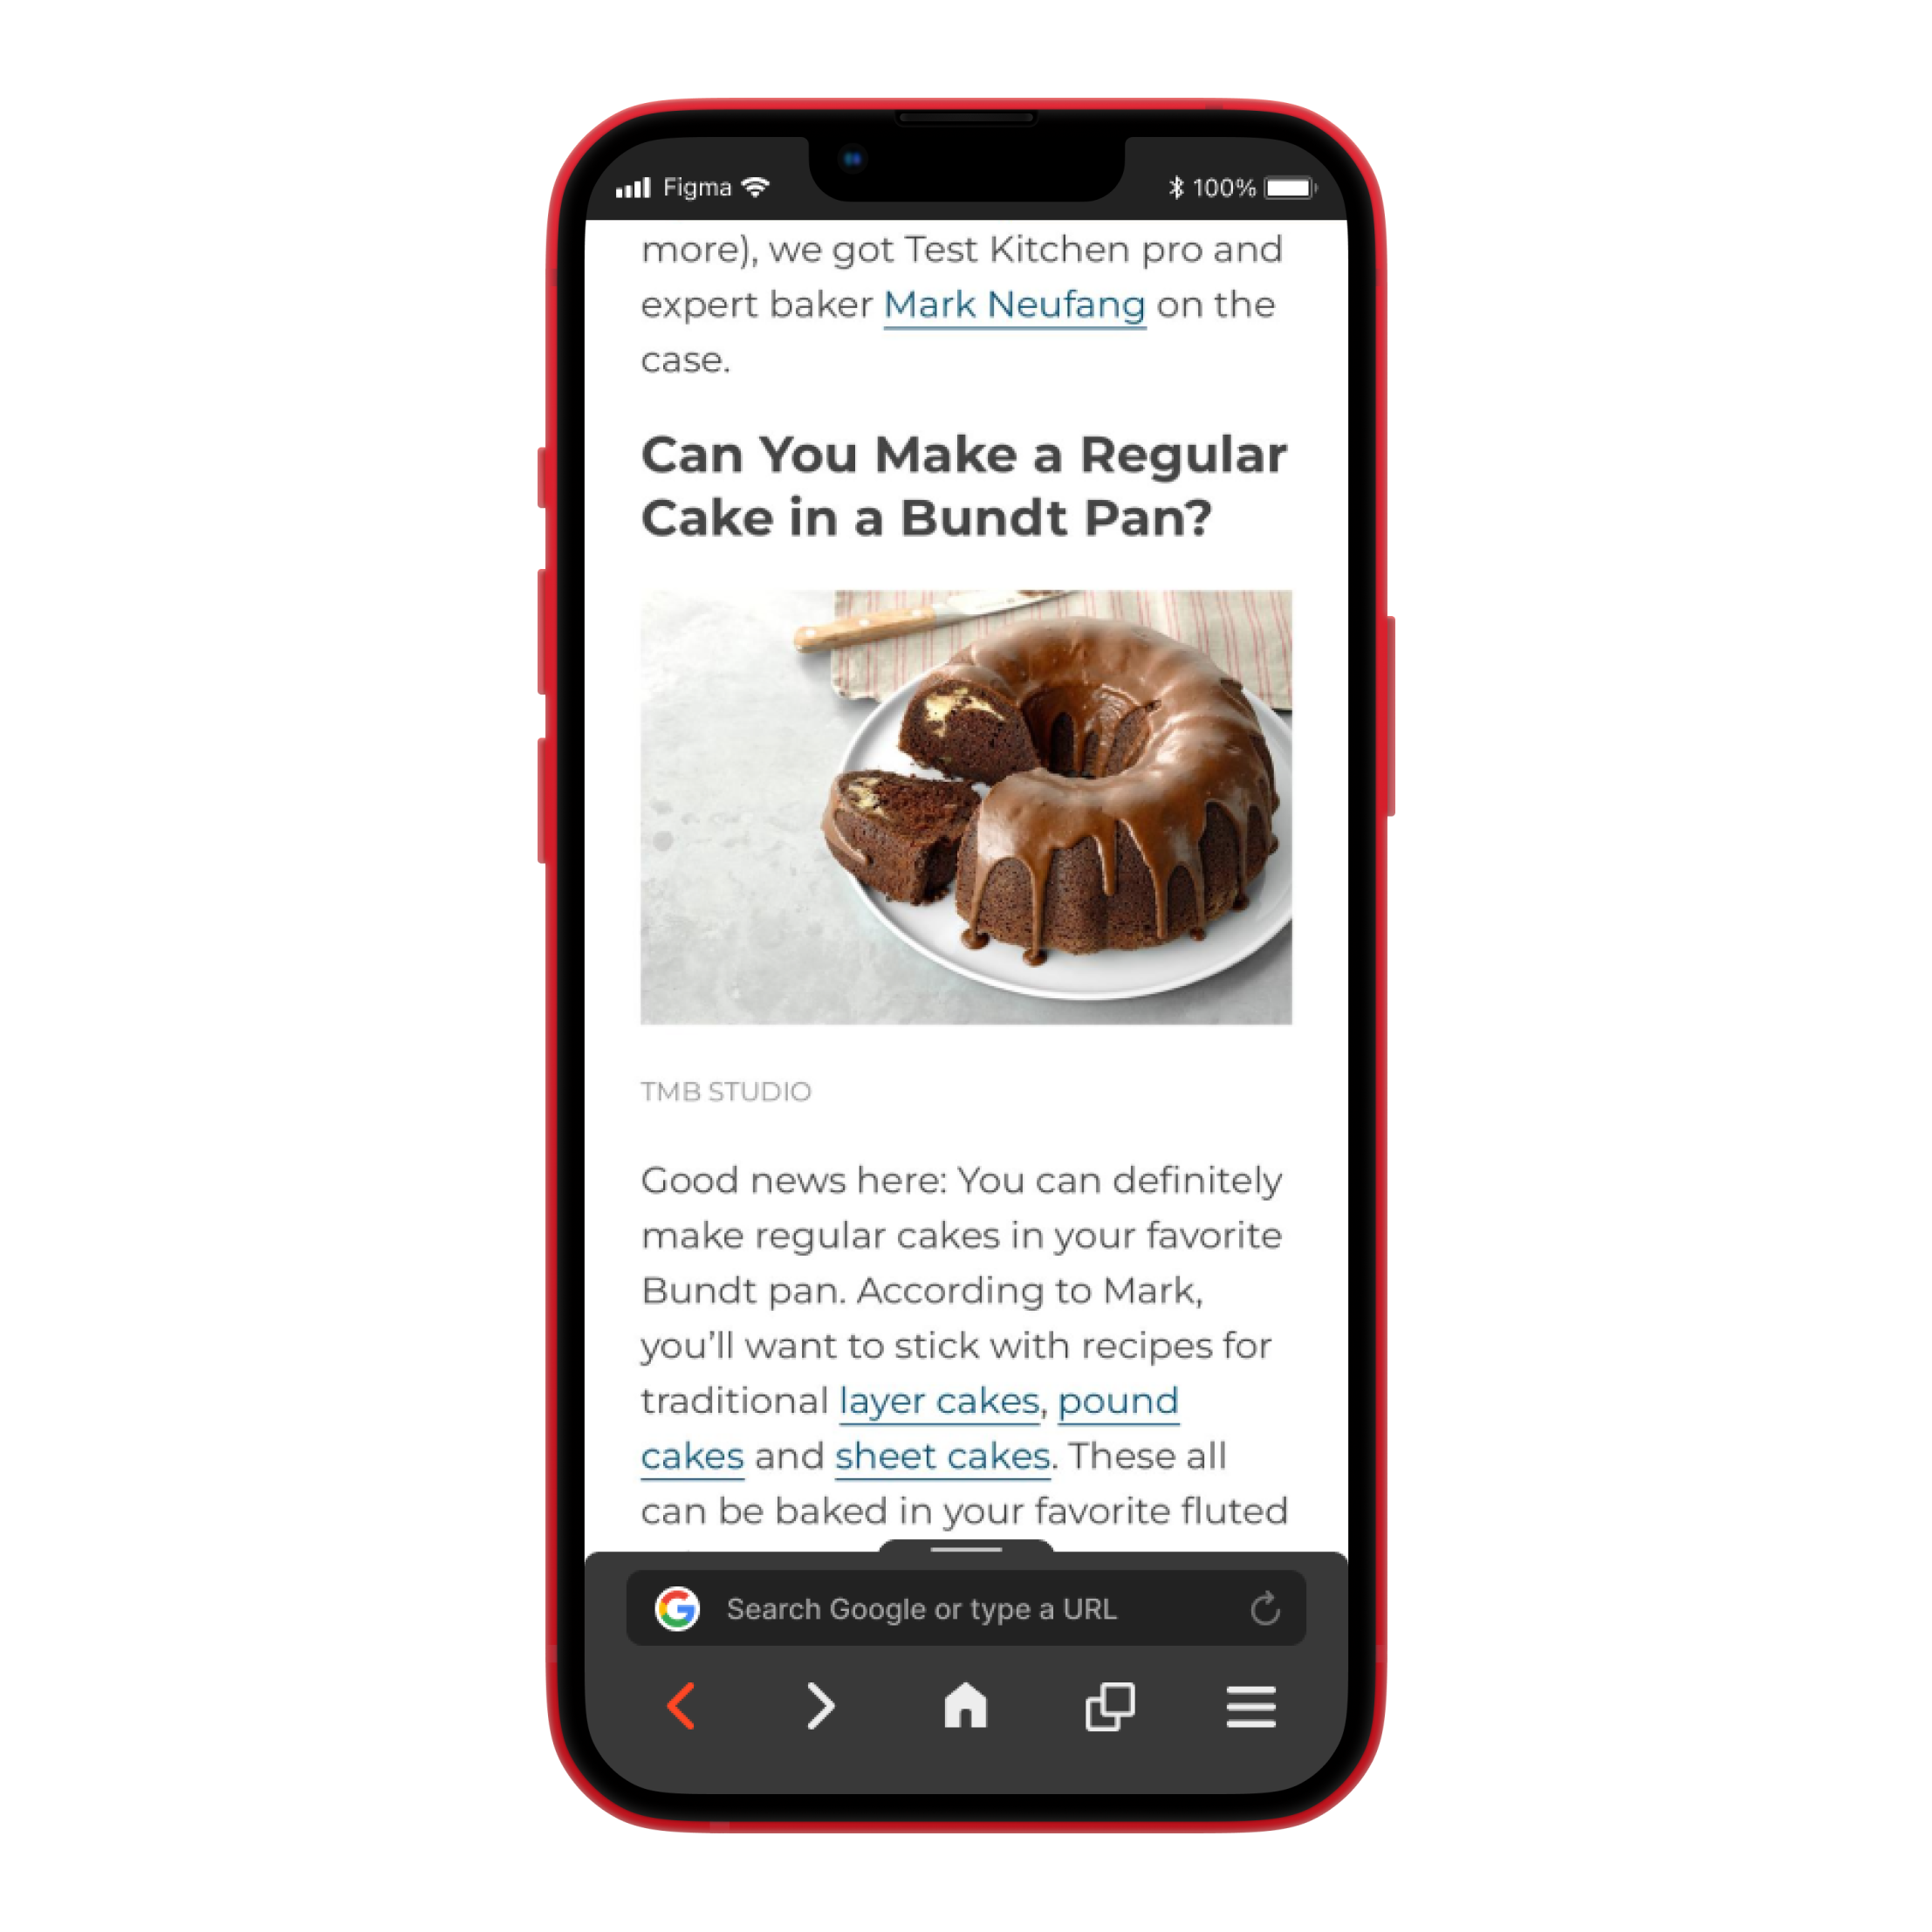 Figma
100%
more), we got Test Kitchen pro and
expert baker Mark Neufang on the
case.
Can You Make a Regular
Cake in a Bundt Pan?
TMB STUDIO
Good news here: You can definitely
make regular cakes in your favorite
Bundt pan. According to Mark,
you’ll want to stick with recipes for
traditional layer cakes, pound
cakes and sheet cakes. These all
can be baked in your favorite fluted
Search Google or type a URL